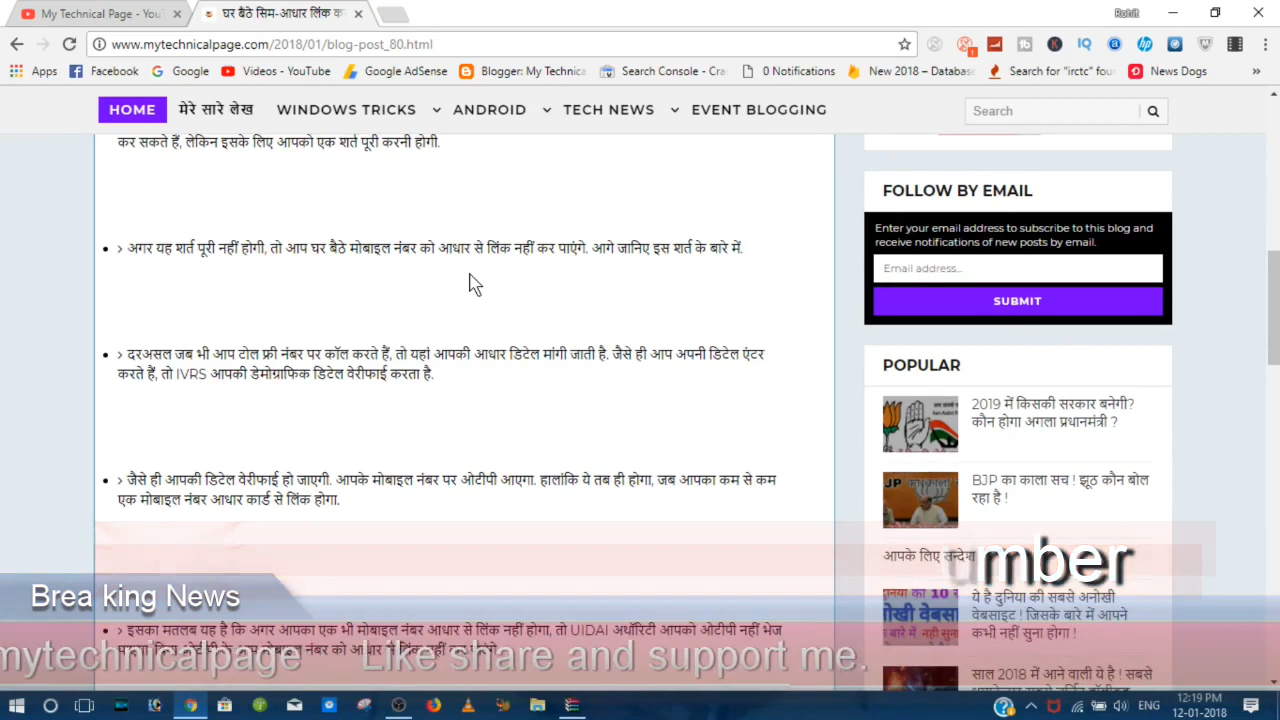 My Technical Page - You
घर बैठे सिम-आधार लिंक क
Rohit
www.mytechnicalpage.com/2018/01/blog-post_80.html
Apps Facebook Google Videos - YouTube Google AdSense Blogger: My Technica Search Console - Cra 0 Notifications New 2018 – Databas Search for "irctc" fou News Dogs »
HOME मेरे सारे लेख WINDOWS TRICKS ANDROID TECH NEWS EVENT BLOGGING
Search
कर सकते हैं, लेकिन इसके लिए आपको एक शर्त पूरी करनी होगी.
> अगर यह शर्त पूरी नहीं होगी, तो आप घर बैठे मोबाइल नंबर को आधार से लिंक नहीं कर पाएंगे. आगे जानिए इस शर्त के बारे में.
> दरअसल जब भी आप टोल फ्री नंबर पर कॉल करते हैं, तो यहां आपकी आधार डिटेल मांगी जाती है. जैसे ही आप अपनी डिटेल एंटर
करते हैं, तो IVRS आपकी डेमोग्राफिक डिटेल वेरीफाई करता है.
> जैसे ही आपकी डिटेल वेरीफाई हो जाएगी. आपके मोबाइल नंबर पर ओटीपी आएगा. हालांकि ये तब ही होगा, जब आपका कम से कम
एक मोबाइल नंबर आधार कार्ड से लिंक होगा.
> इसका मतलब यह है कि अगर आपका एक भी मोबाइल नंबर आधार से लिंक नहीं होगा, तो UIDAI अथॉरिटी आपको ओटीपी नहीं भेज
FOLLOW BY EMAIL
Enter your email address to subscribe to this blog and
receive notifications of new posts by email.
Email address...
SUBMIT
POPULAR
2019 में किसकी सरकार बनेगी?
कौन होगा अगला प्रधानमंत्री ?
BJP का काला सच ! झूठ कौन बोल
रहा है !
आपके लिए सन्देश
umber
ये है दुनिया की सबसे अनोखी
वेबसाइट ! जिसके बारे में आपने
कभी नहीं सुना होगा !
साल 2018 में आने वाली ये है ! सबसे
Brea king News
mytechnicalpage Like share and support me.
ENG
12:19 PM
12-01-2018